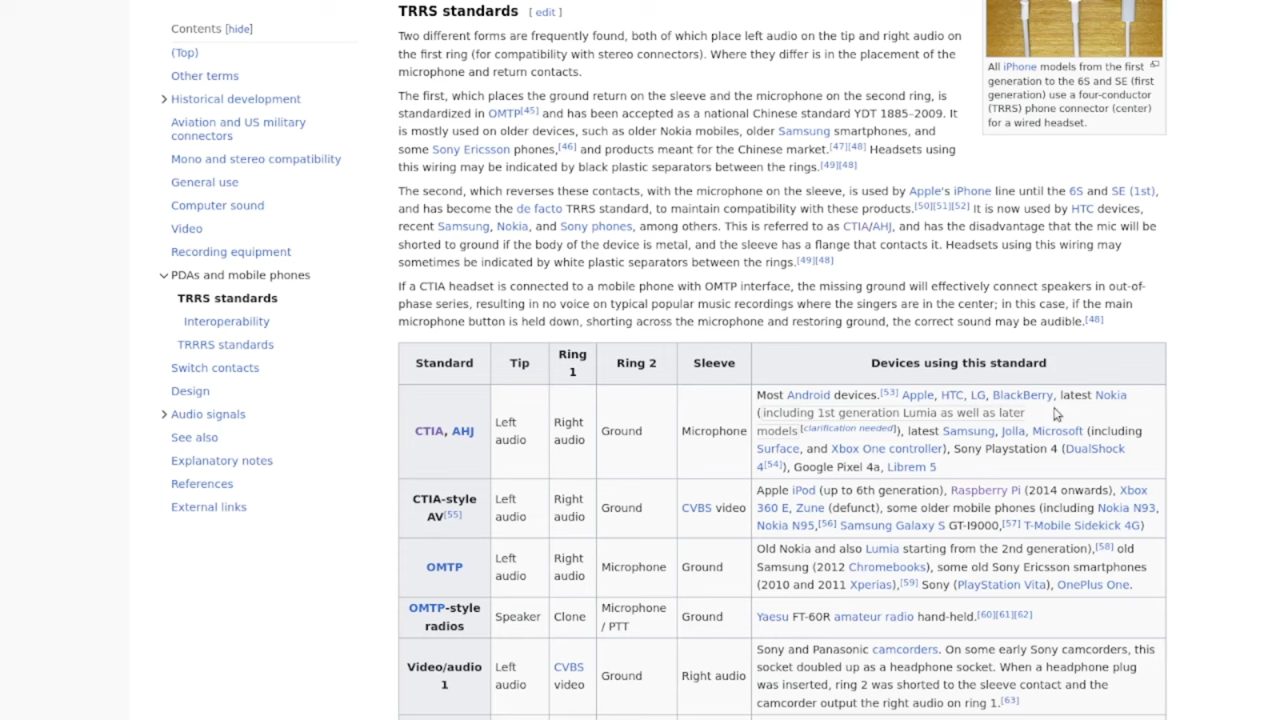 Contents [hide]
(Top)
Other terms
Historical development
Aviation and US military
connectors
Mono and stereo compatibility
General use
Computer sound
Video
Recording equipment
PDAs and mobile phones
TRRS standards
Interoperability
TRRRS standards
Switch contacts
Design
Audio signals
See also
Explanatory notes
References
External links
TRRS standards [ edit ]
Two different forms are frequently found, both of which place left audio on the tip and right audio on
the first ring (for compatibility with stereo connectors). Where they differ is in the placement of the
microphone and return contacts.
The first, which places the ground return on the sleeve and the microphone on the second ring, is
standardized in OMTP[45] and has been accepted as a national Chinese standard YDT 1885–2009. It
is mostly used on older devices, such as older Nokia mobiles, older Samsung smartphones, and
some Sony Ericsson phones,[46] and products meant for the Chinese market.[47][48] Headsets using
this wiring may be indicated by black plastic separators between the rings.[49][48]
All iPhone models from the first
generation to the 6S and SE (first
generation) use a four-conductor
(TRRS) phone connector (center)
for a wired headset.
The second, which reverses these contacts, with the microphone on the sleeve, is used by Apple's iPhone line until the 6S and SE (1st),
and has become the de facto TRRS standard, to maintain compatibility with these products.[50][51][52] It is now used by HTC devices,
recent Samsung, Nokia, and Sony phones, among others. This is referred to as CTIA/AHJ, and has the disadvantage that the mic will be
shorted to ground if the body of the device is metal, and the sleeve has a flange that contacts it. Headsets using this wiring may
sometimes be indicated by white plastic separators between the rings.[49][48]
If a CTIA headset is connected to a mobile phone with OMTP interface, the missing ground will effectively connect speakers in out-of-
phase series, resulting in no voice on typical popular music recordings where the singers are in the center; in this case, if the main
microphone button is held down, shorting across the microphone and restoring ground, the correct sound may be audible.[48]
Standard Tip Ring 1 Ring 2 Sleeve Devices using this standard
CTIA, AHJ Left audio Right audio Ground Microphone Most Android devices.[53] Apple, HTC, LG, BlackBerry, latest Nokia
(including 1st generation Lumia as well as later
models[clarification needed]), latest Samsung, Jolla, Microsoft (including
Surface, and Xbox One controller), Sony Playstation 4 (DualShock
4[54]), Google Pixel 4a, Librem 5
CTIA-style AV[55] Left audio Right audio Ground CVBS video Apple iPod (up to 6th generation), Raspberry Pi (2014 onwards), Xbox
360 E, Zune (defunct), some older mobile phones (including Nokia N93,
Nokia N95,[56] Samsung Galaxy S GT-I9000,[57] T-Mobile Sidekick 4G)
OMTP Left audio Right audio Microphone Ground Old Nokia and also Lumia starting from the 2nd generation),[58] old
Samsung (2012 Chromebooks), some old Sony Ericsson smartphones
(2010 and 2011 Xperias),[59] Sony (PlayStation Vita), OnePlus One.
OMTP-style radios Speaker Clone Microphone / PTT Ground Yaesu FT-60R amateur radio hand-held.[60][61][62]
Video/audio 1 Left audio CVBS video Ground Right audio Sony and Panasonic camcorders. On some early Sony camcorders, this
socket doubled up as a headphone socket. When a headphone plug
was inserted, ring 2 was shorted to the sleeve contact and the
camcorder output the right audio on ring 1.[63]